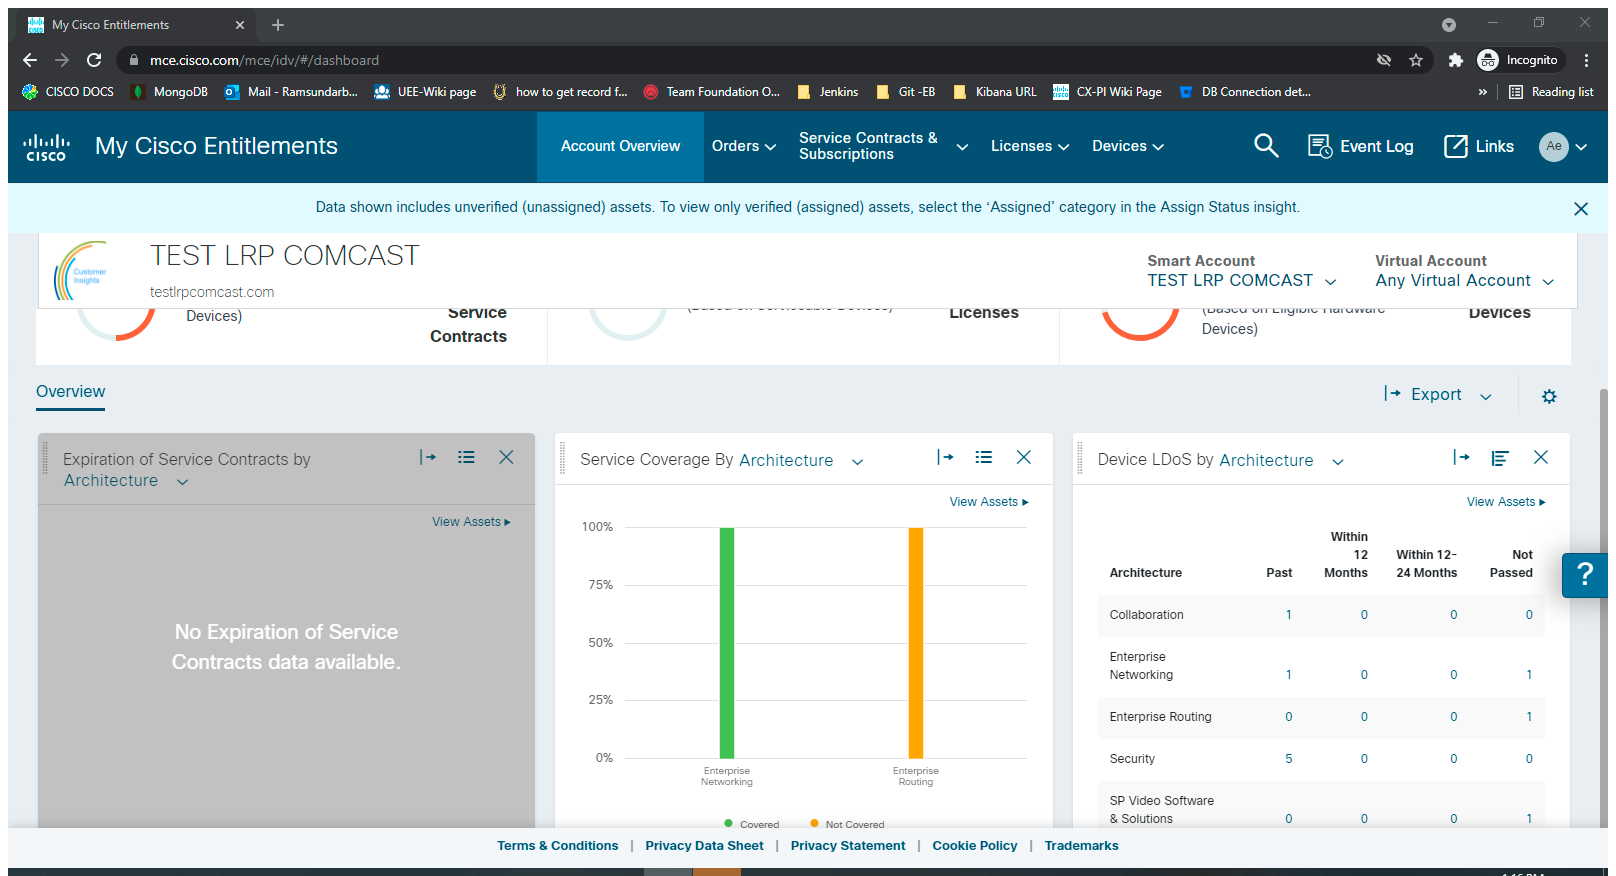 My Cisco Entitlements
mce.cisco.com/mce/idv/#/dashboard
Incognito
CISCO DOCS
MongoDB
Mail - Ramsundarb...
UEE-Wiki page
how to get record f...
Team Foundation O...
Jenkins
Git -EB
Kibana URL
CX-PI Wiki Page
DB Connection det...
»
Reading list
CISCO
My Cisco Entitlements
Account Overview
Orders
Service Contracts &
Subscriptions
Licenses
Devices
Event Log
Links
Ae
Data shown includes unverified (unassigned) assets. To view only verified (assigned) assets, select the ‘Assigned’ category in the Assign Status insight.
Customer
Insights
TEST LRP COMCAST
testlrpcomcast.com
Smart Account
TEST LRP COMCAST
Virtual Account
Any Virtual Account
Devices)
Service
Contracts
(Based on Serviceable Devices)
Licenses
(Based on Eligible Hardware
Devices)
Devices
Overview
Export
Expiration of Service Contracts by
Architecture
View Assets
No Expiration of Service
Contracts data available.
Service Coverage By Architecture
View Assets
100%
75%
50%
25%
0%
Enterprise
Networking
Enterprise
Routing
Covered
Not Covered
Device LDoS by Architecture
View Assets
Architecture
Past
Within
12
Months
Within 12-
24 Months
Not
Passed
Collaboration 1 0 0 0
Enterprise
Networking 1 0 0 1
Enterprise Routing 0 0 0 1
Security 5 0 0 0
SP Video Software
& Solutions 0 0 0 1
?
Terms & Conditions | Privacy Data Sheet | Privacy Statement | Cookie Policy | Trademarks